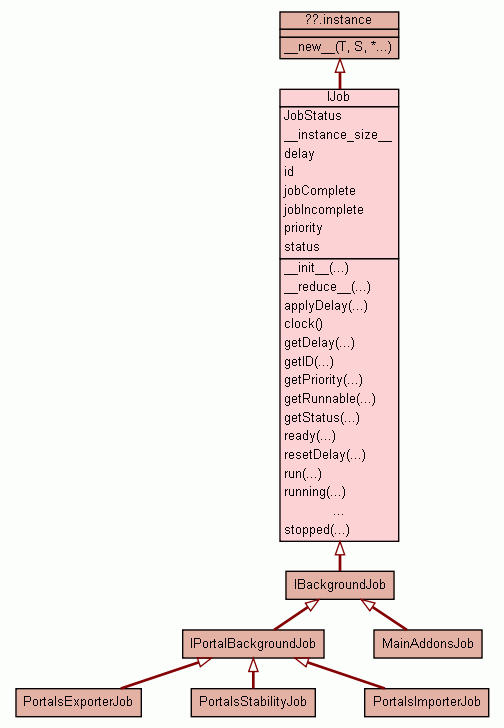 ??.instance
__new__(T, S, *...)
IJob
JobStatus
__instance_size__
delay
id
jobComplete
jobIncomplete
priority
status
__init__(...)
__reduce__(...)
applyDelay(...)
clock()
getDelay(...)
getID(...)
getPriority(...)
getRunnable(...)
getStatus(...)
ready(...)
resetDelay(...)
run(...)
running(...)
...
stopped(...)
IBackgroundJob
IPortalBackgroundJob
MainAddonsJob
PortalsExporterJob
PortalsStabilityJob
PortalsImporterJob